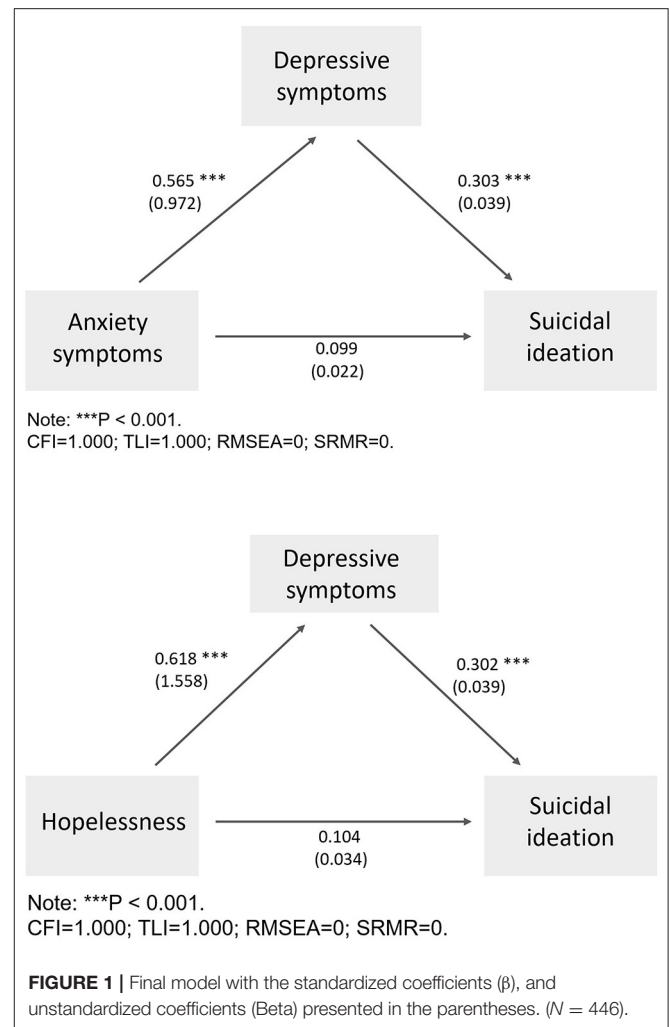 Depressive
symptoms
0.565 ***
(0.972)
0.303 ***
(0.039)
Anxiety
symptoms
0.099
(0.022)
Suicidal
ideation
Note: ***P < 0.001.
CFI=1.000; TLI=1.000; RMSEA=0; SRMR=0.
Depressive
symptoms
0.618 ***
(1.558)
0.302 ***
(0.039)
Hopelessness
0.104
(0.034)
Suicidal
ideation
Note: ***P < 0.001.
CFI=1.000; TLI=1.000; RMSEA=0; SRMR=0.
FIGURE 1 | Final model with the standardized coefficients (β), and
unstandardized coefficients (Beta) presented in the parentheses. (N = 446).